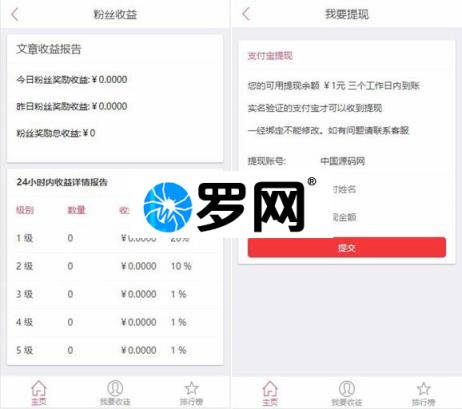 粉丝收益
文章收益报告
今日粉丝奖励收益:¥0.0000
昨日粉丝奖励收益:¥0.0000
粉丝奖励总收益:¥0
24小时内收益详情报告
级别 数量
1 级 0 ¥0.0000 20%
2 级 0 ¥0.0000 10 %
3 级 0 ¥0.0000 1 %
4 级 0 ¥0.0000 1 %
5 级 0 ¥0.0000 1 %
主页 我要收益 排行榜
我要提现
支付宝提现
您的可用提现余额 ¥1元 三个工作日内到账
实名验证的支付宝才可以收到提现
一经绑定不能修改。如有问题请联系客服
提现账号: 中国源码网
付姓名
现金额
提交
主页 我要收益 排行榜
罗网®